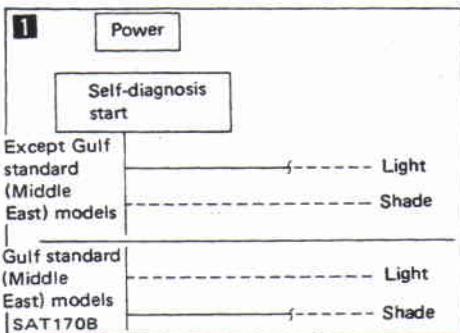 1
Power
Self-diagnosis
start
Except Gulf
standard
(Middle
East) models
Light
Shade
Gulf standard
(Middle
East) models
Light
Shade
SAT170B